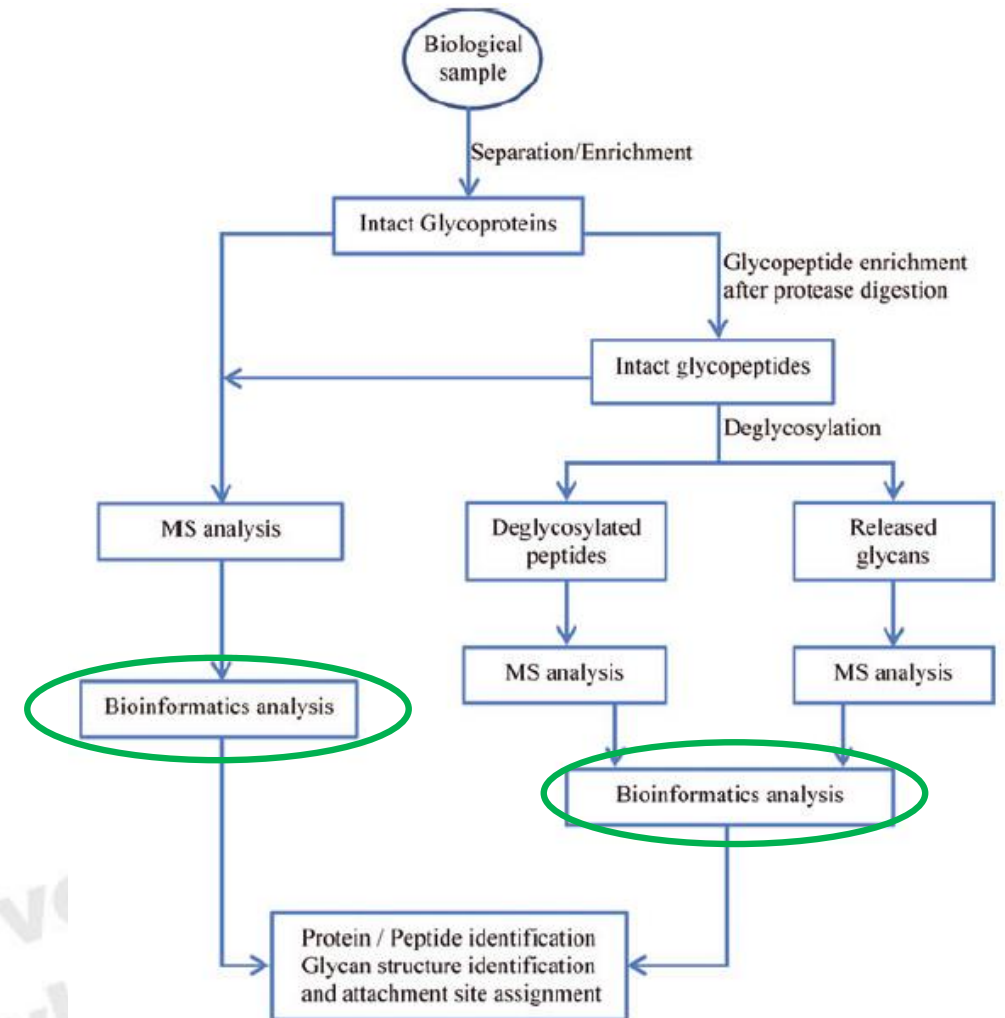 Biological
sample
Separation/Enrichment
Intact Glycoproteins
Glycopeptide enrichment
after protease digestion
Intact glycopeptides
Deglycosylation
MS analysis
Deglycosylated
peptides
Released
glycans
MS analysis
MS analysis
Bioinformatics analysis
Bioinformatics analysis
Protein / Peptide identification
Glycan structure identification
and attachment site assignment